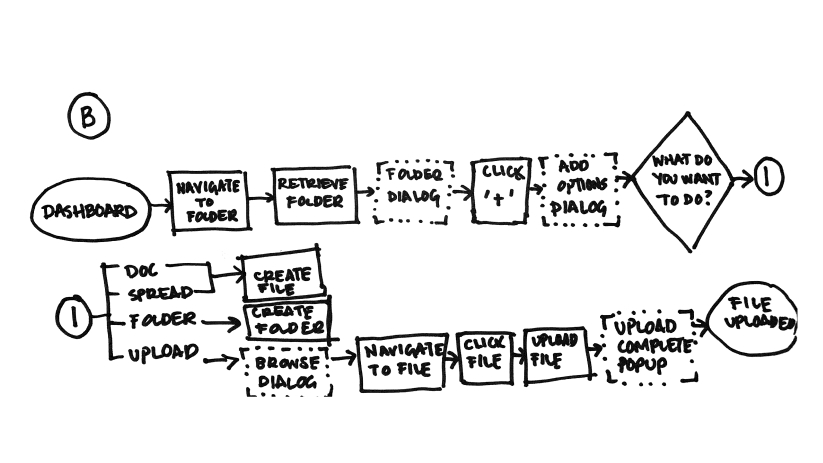 B
DASHBOARD
NAVIGATE
TO
FOLDER
RETRIEVE
FOLDER
FOLDER
DIALOG
CLICK
'+'
ADD
OPTIONS
DIALOG
WHAT DO
YOU WANT
TO DO?
1
1
DOC
SPREAD
FOLDER
UPLOAD
CREATE
FILE
CREATE
FOLDER
BROWSE
DIALOG
NAVIGATE
TO FILE
CLICK
FILE
UPLOAD
FILE
UPLOAD
COMPLETE
POPUP
FILE
UPLOADED